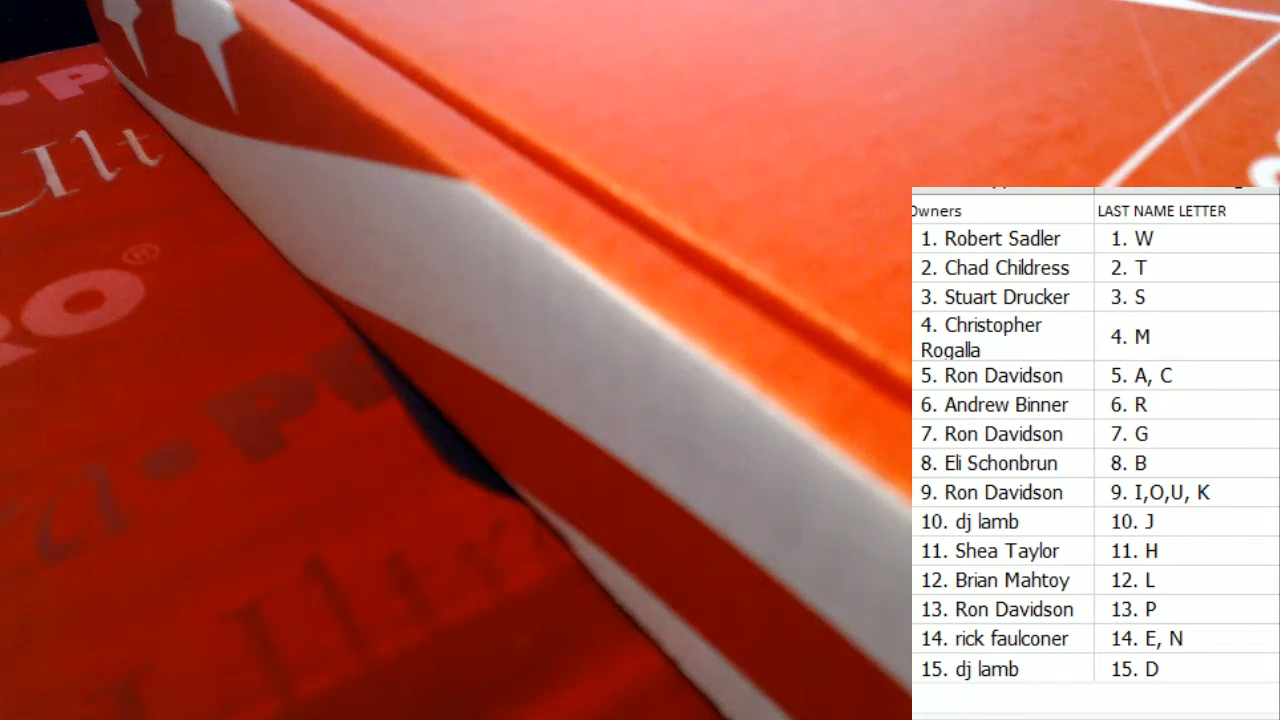 Ult
RO®
a•P
Ultra
Owners LAST NAME LETTER
1. Robert Sadler 1. W
2. Chad Childress 2. T
3. Stuart Drucker 3. S
4. Christopher
Rogalla 4. M
5. Ron Davidson 5. A, C
6. Andrew Binner 6. R
7. Ron Davidson 7. G
8. Eli Schonbrun 8. B
9. Ron Davidson 9. I,O,U, K
10. dj lamb 10. J
11. Shea Taylor 11. H
12. Brian Mahtoy 12. L
13. Ron Davidson 13. P
14. rick faulconer 14. E, N
15. dj lamb 15. D